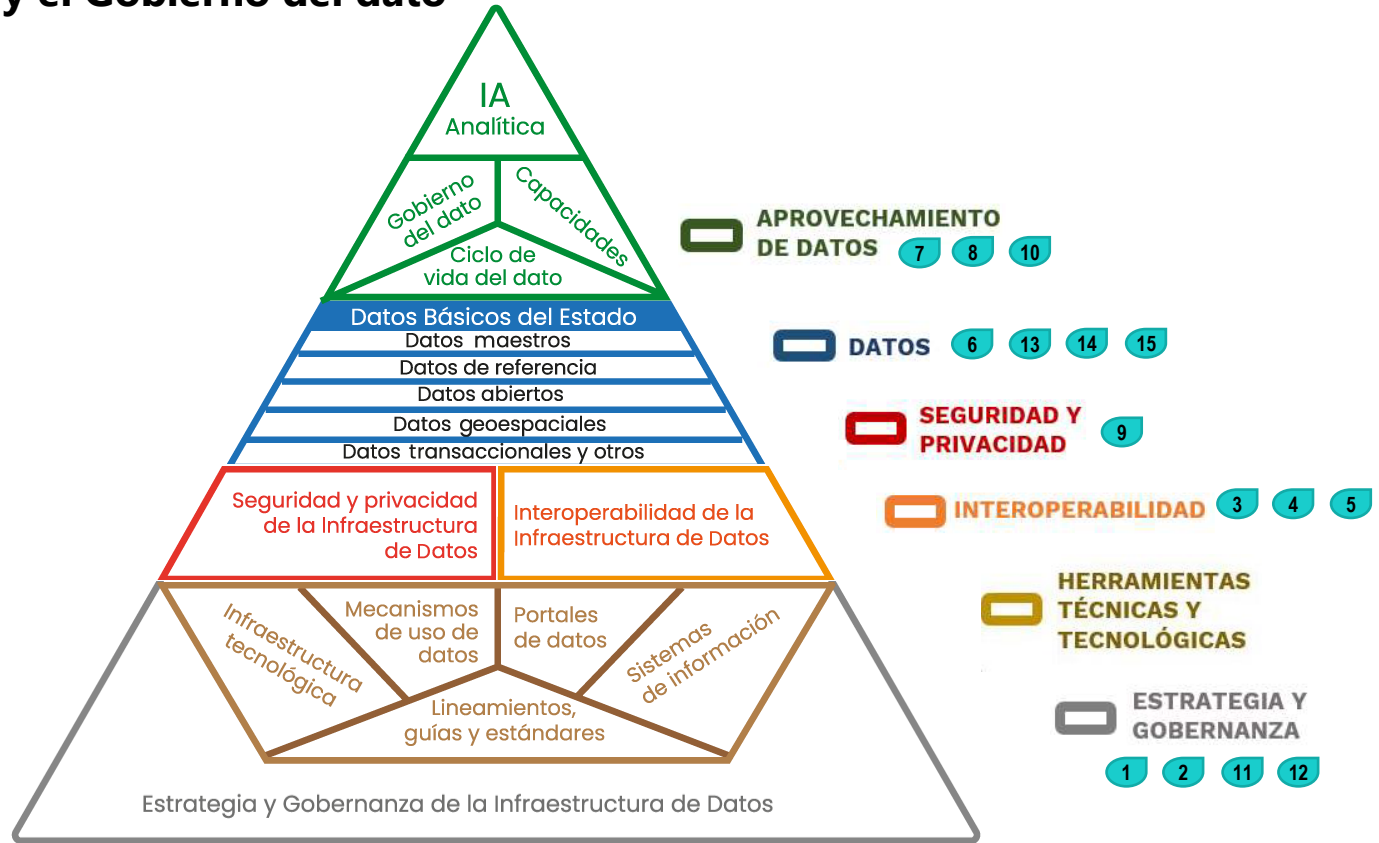 y el Gobierno del dato
IA
Analítica
Gobierno
del dato
Capacidades
Ciclo de
vida del dato
Datos Básicos del Estado
Datos maestros
Datos de referencia
Datos abiertos
Datos geoespaciales
Datos transaccionales y otros
Seguridad y privacidad
de la Infraestructura
de Datos
Interoperabilidad de la
Infraestructura de Datos
Infraestructura
tecnológica
Mecanismos
de uso de
datos
Portales
de datos
Sistemas
de información
Lineamientos,
guías y estándares
Estrategia y Gobernanza de la Infraestructura de Datos
APROVECHAMIENTO
DE DATOS 7 8 10
DATOS 6 13 14 15
SEGURIDAD Y
PRIVACIDAD 9
INTEROPERABILIDAD 3 4 5
HERRAMIENTAS
TÉCNICAS Y
TECNOLÓGICAS
ESTRATEGIA Y
GOBERNANZA
1 2 11 12